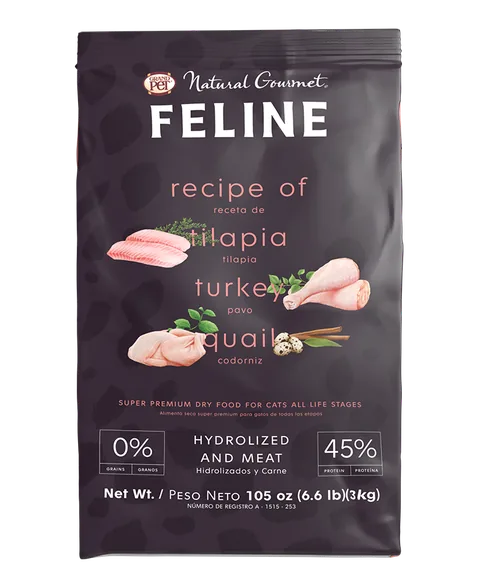 GRAND PET Natural Gourmet®
FELINE
recipe of
receta de
tilapia
tilapia
turkey
pavo
quail
codorniz
SUPER PREMIUM DRY FOOD FOR CATS ALL LIFE STAGES
Alimento seco super premium para gatos de todas las etapas
0%
GRAINS GRANOS
HYDROLIZED
AND MEAT
Hidrolizados y Carne
45%
PROTEIN PROTEÍNA
Net Wt. / PESO NETO 105 oz (6.6 lb)(3kg)
NÚMERO DE REGISTRO A - 1515 - 253